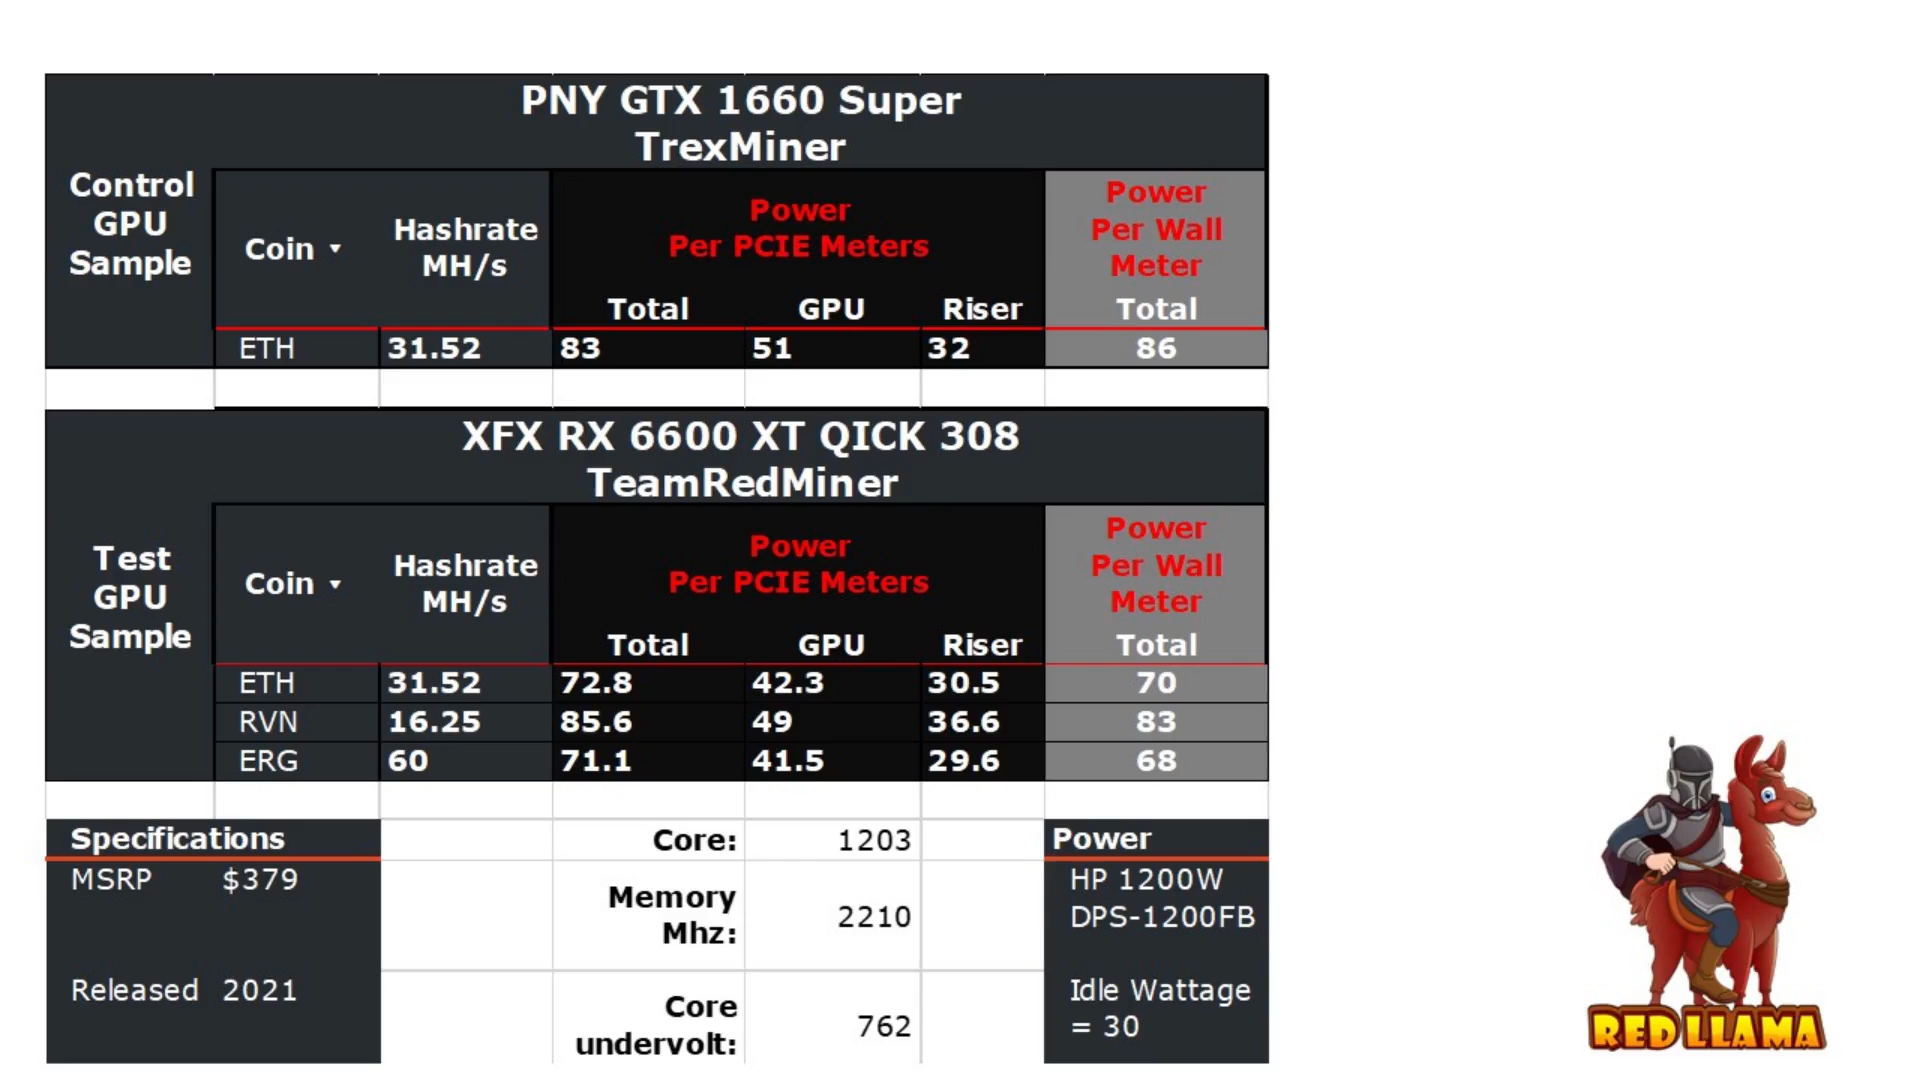 PNY GTX 1660 Super
TrexMiner
Control
GPU
Sample
Coin
Hashrate
MH/s
Power
Per PCIE Meters
Power
Per Wall
Meter
Total GPU Riser Total
ETH 31.52 83 51 32 86
XFX RX 6600 XT QICK 308
TeamRedMiner
Test
GPU
Sample
Coin
Hashrate
MH/s
Power
Per PCIE Meters
Power
Per Wall
Meter
Total GPU Riser Total
ETH 31.52 72.8 42.3 30.5 70
RVN 16.25 85.6 49 36.6 83
ERG 60 71.1 41.5 29.6 68
Specifications
MSRP $379
Released 2021
Core: 1203
Memory
Mhz: 2210
Core
undervolt: 762
Power
HP 1200W
DPS-1200FB
Idle Wattage
= 30
RED LLAMA